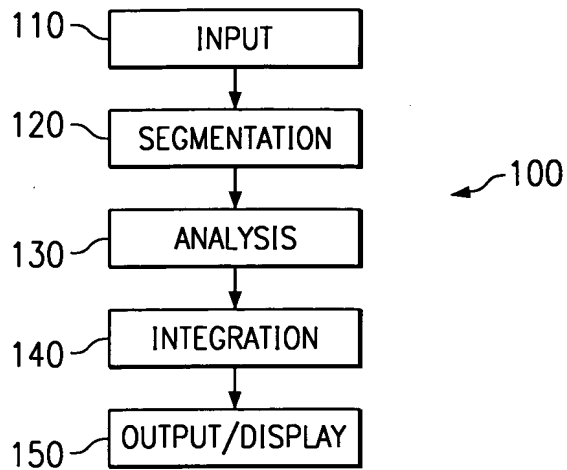 110 INPUT
120 SEGMENTATION
100
130 ANALYSIS
140 INTEGRATION
150 OUTPUT/DISPLAY